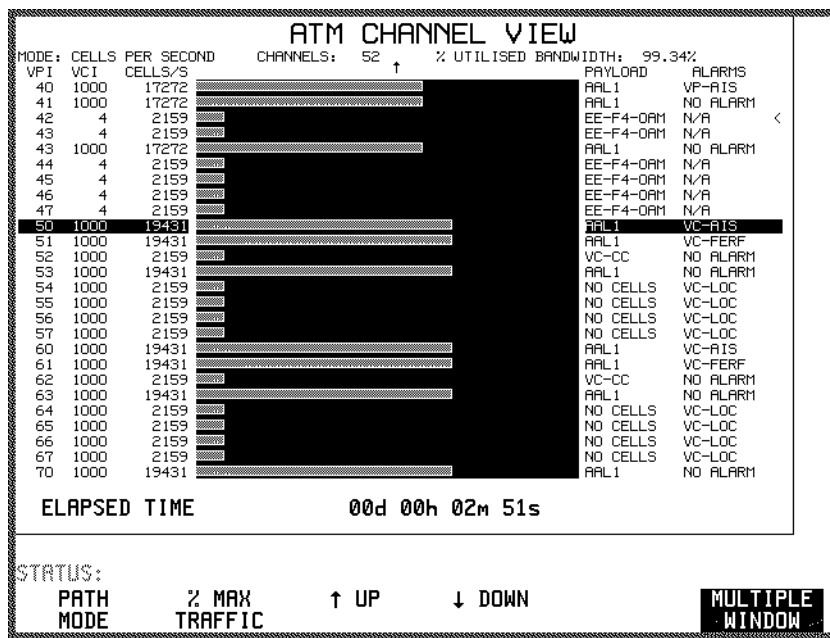 ATM CHANNEL VIEW
MODE: CELLS PER SECOND CHANNELS: 52 % UTILISED BANDWIDTH: 99.34%
VPI VCI CELLS/S ↑ PAYLOAD ALARMS
40 1000 17272 AAL1 VP-AIS
41 1000 17272 AAL1 NO ALARM
42 4 2159 EE-F4-OAM N/A <
43 4 2159 EE-F4-OAM N/A
43 1000 17272 AAL1 NO ALARM
44 4 2159 EE-F4-OAM N/A
45 4 2159 EE-F4-OAM N/A
46 4 2159 EE-F4-OAM N/A
47 4 2159 EE-F4-OAM N/A
50 1000 19431 AAL1 VC-AIS
51 1000 19431 AAL1 VC-FERF
52 1000 2159 VC-CC NO ALARM
53 1000 19431 AAL1 NO ALARM
54 1000 2159 NO CELLS VC-LOC
55 1000 2159 NO CELLS VC-LOC
56 1000 2159 NO CELLS VC-LOC
57 1000 2159 NO CELLS VC-LOC
60 1000 19431 AAL1 VC-AIS
61 1000 19431 AAL1 VC-FERF
62 1000 2159 VC-CC NO ALARM
63 1000 19431 AAL1 NO ALARM
64 1000 2159 NO CELLS VC-LOC
65 1000 2159 NO CELLS VC-LOC
66 1000 2159 NO CELLS VC-LOC
67 1000 2159 NO CELLS VC-LOC
70 1000 19431 AAL1 NO ALARM
ELAPSED TIME 00d 00h 02m 51s
STATUS:
PATH MODE
% MAX TRAFFIC
↑ UP
↓ DOWN
MULTIPLE WINDOW